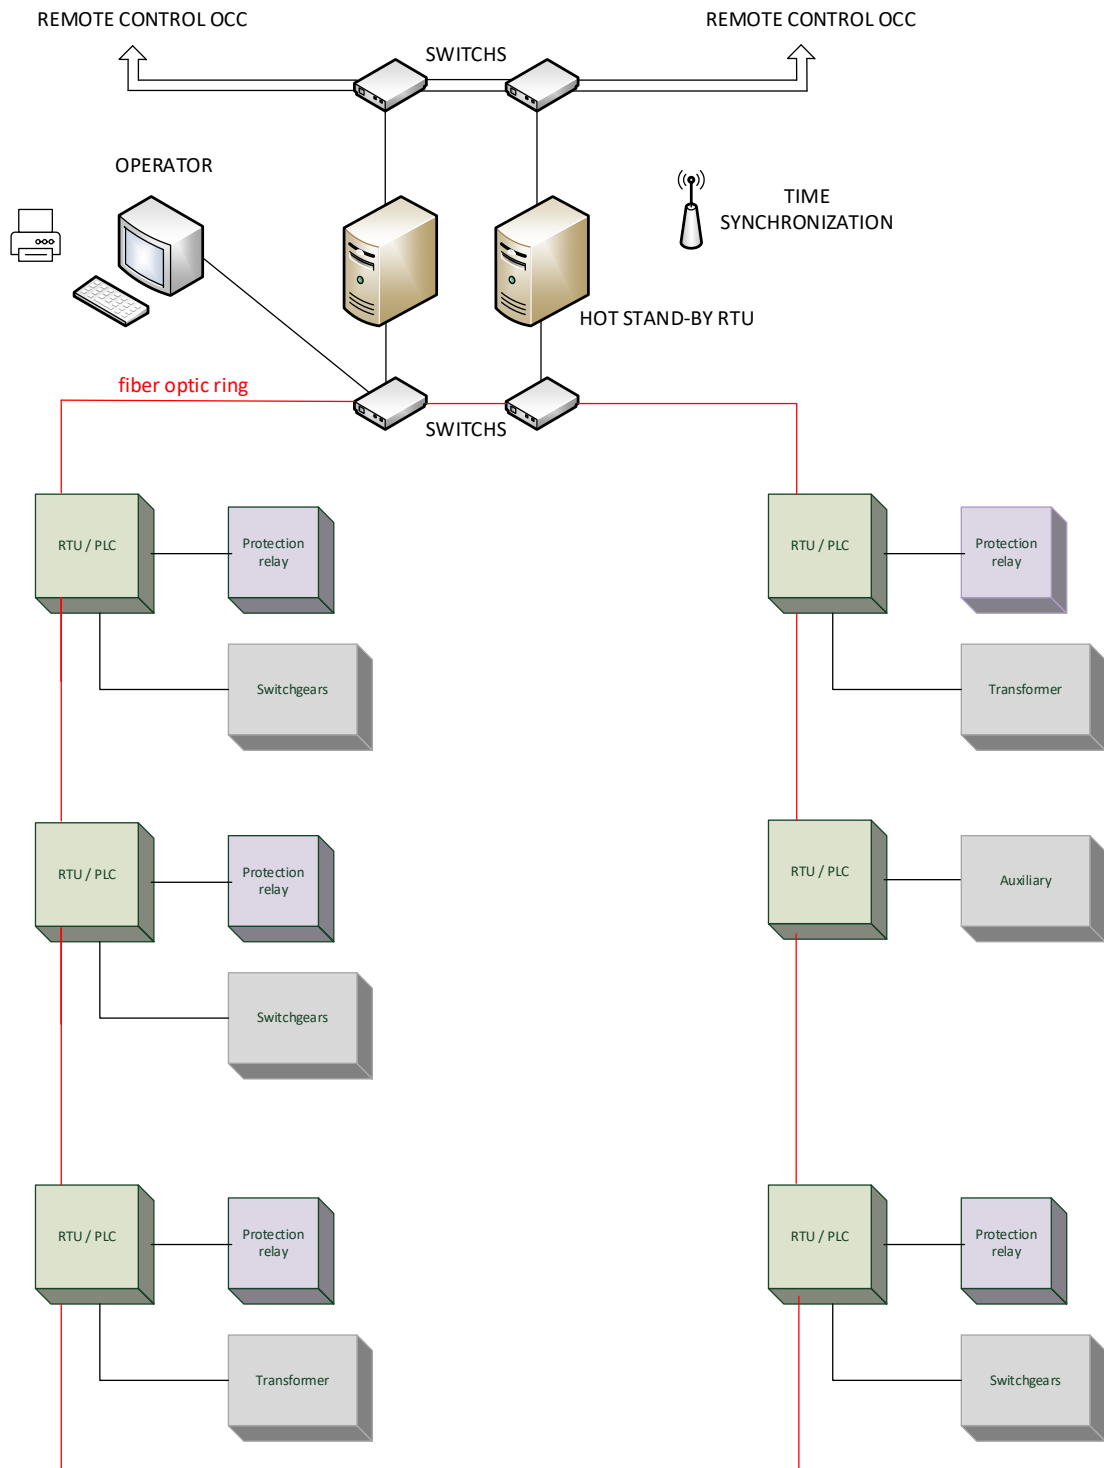 REMOTE CONTROL OCC
REMOTE CONTROL OCC
SWITCHS
OPERATOR
TIME
SYNCHRONIZATION
HOT STAND-BY RTU
fiber optic ring
SWITCHS
RTU / PLC
Protection
relay
RTU / PLC
Protection
relay
Switchgears
Transformer
RTU / PLC
Protection
relay
RTU / PLC
Auxiliary
Switchgears
RTU / PLC
Protection
relay
RTU / PLC
Protection
relay
Transformer
Switchgears